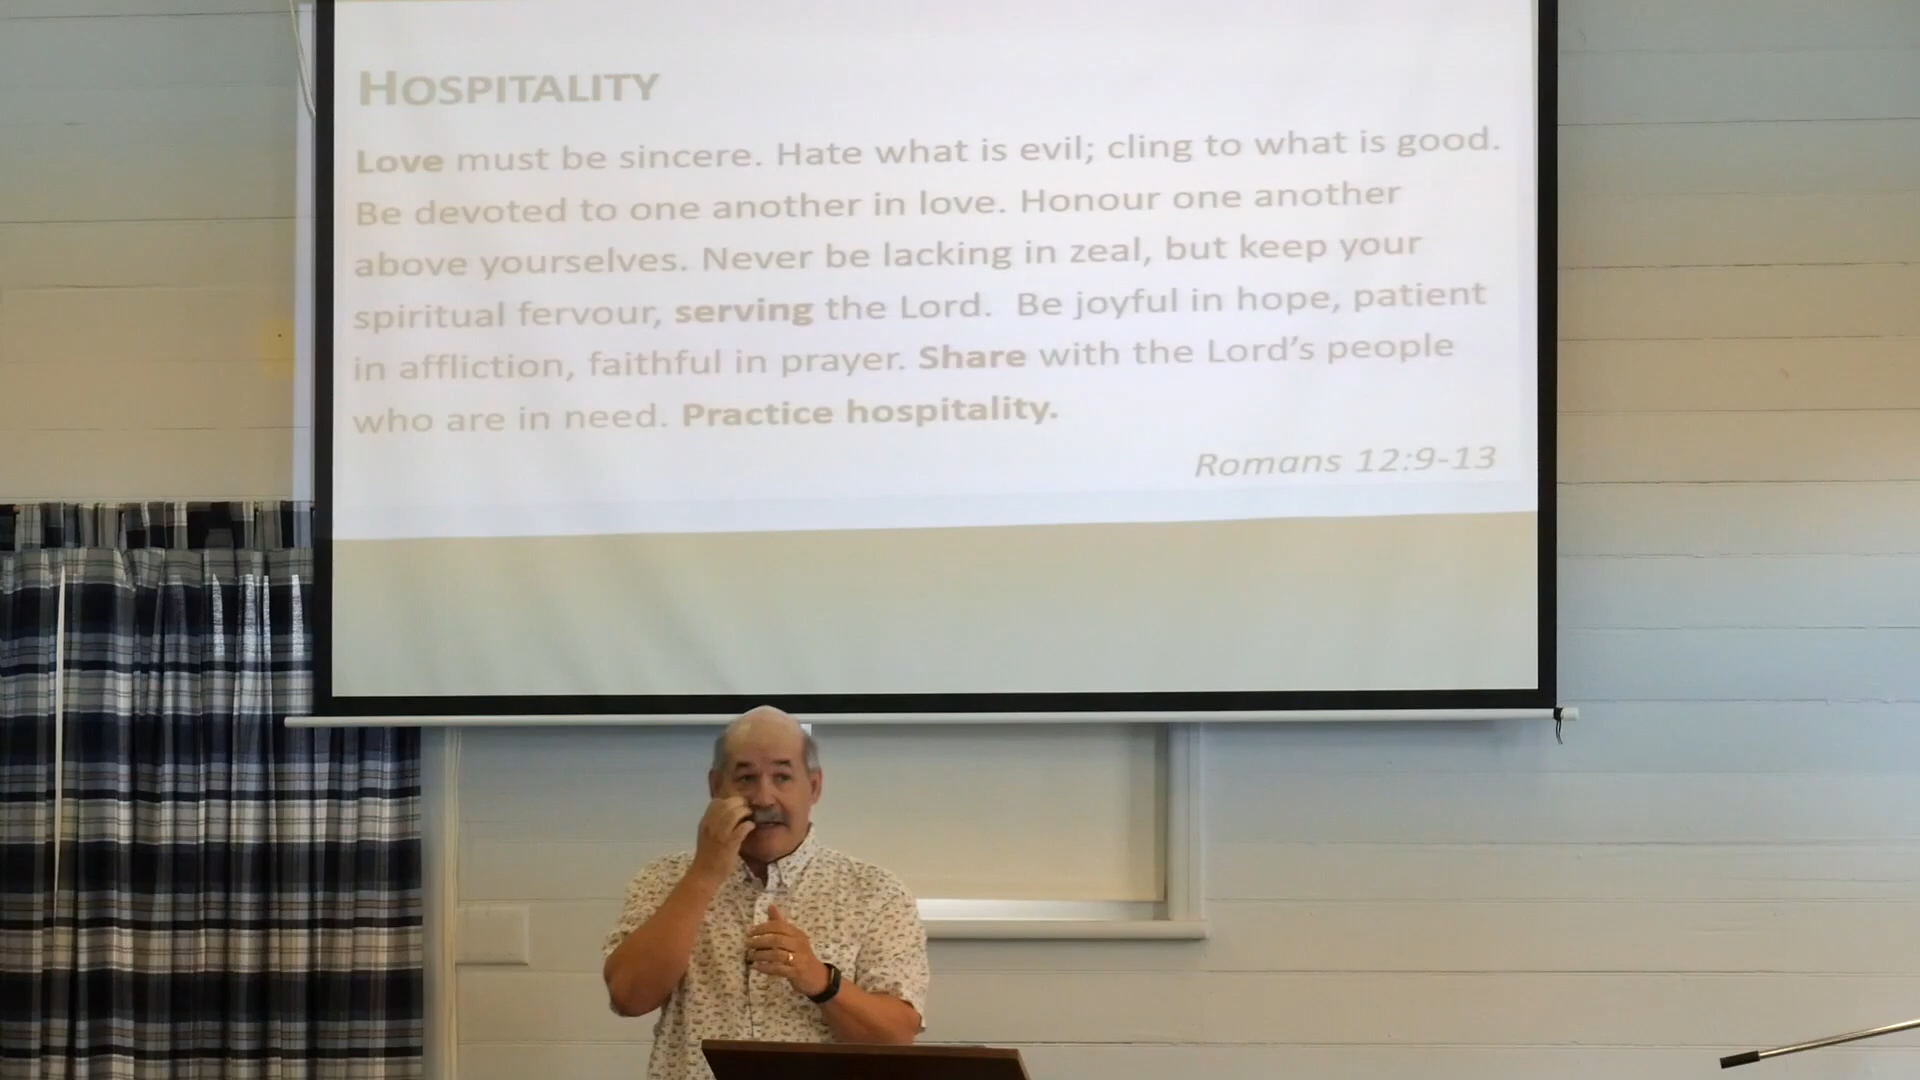 HOSPITALITY
Love must be sincere. Hate what is evil; cling to what is good.
Be devoted to one another in love. Honour one another
above yourselves. Never be lacking in zeal, but keep your
spiritual fervour, serving the Lord. Be joyful in hope, patient
in affliction, faithful in prayer. Share with the Lord's people
who are in need. Practice hospitality.
Romans 12:9-13